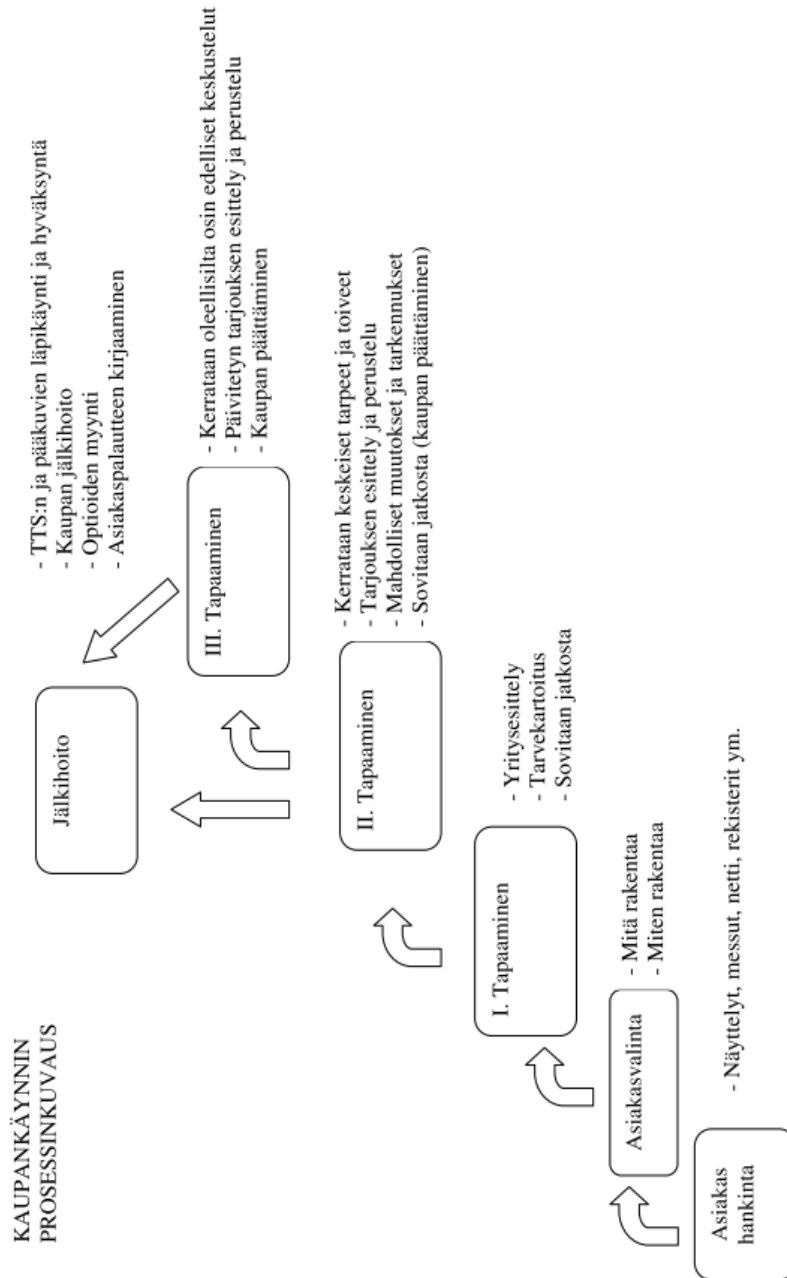 KAUPANKÄYNNIN
PROSESSINKUVAUS
Jälkihoito
- TTS:n ja pääkuvien läpikäynti ja hyväksyntä
- Kaupan jälkihoito
- Optioiden myynti
- Asiakaspalautteen kirjaaminen
III. Tapaaminen
- Kerrataan oleellisilta osin edelliset keskustelut
- Päivitetyn tarjouksen esittely ja perustelu
- Kaupan päättäminen
II. Tapaaminen
- Kerrataan keskeiset tarpeet ja toiveet
- Tarjouksen esittely ja perustelu
- Mahdolliset muutokset ja tarkennukset
- Sovitaan jatkosta (kaupan päättäminen)
I. Tapaaminen
- Yritysesittely
- Tarvekartoitus
- Sovitaan jatkosta
Asiakasvalinta
- Mitä rakentaa
- Miten rakentaa
Asiakas
hankinta
- Näyttelyt, messut, netti, rekisterit ym.